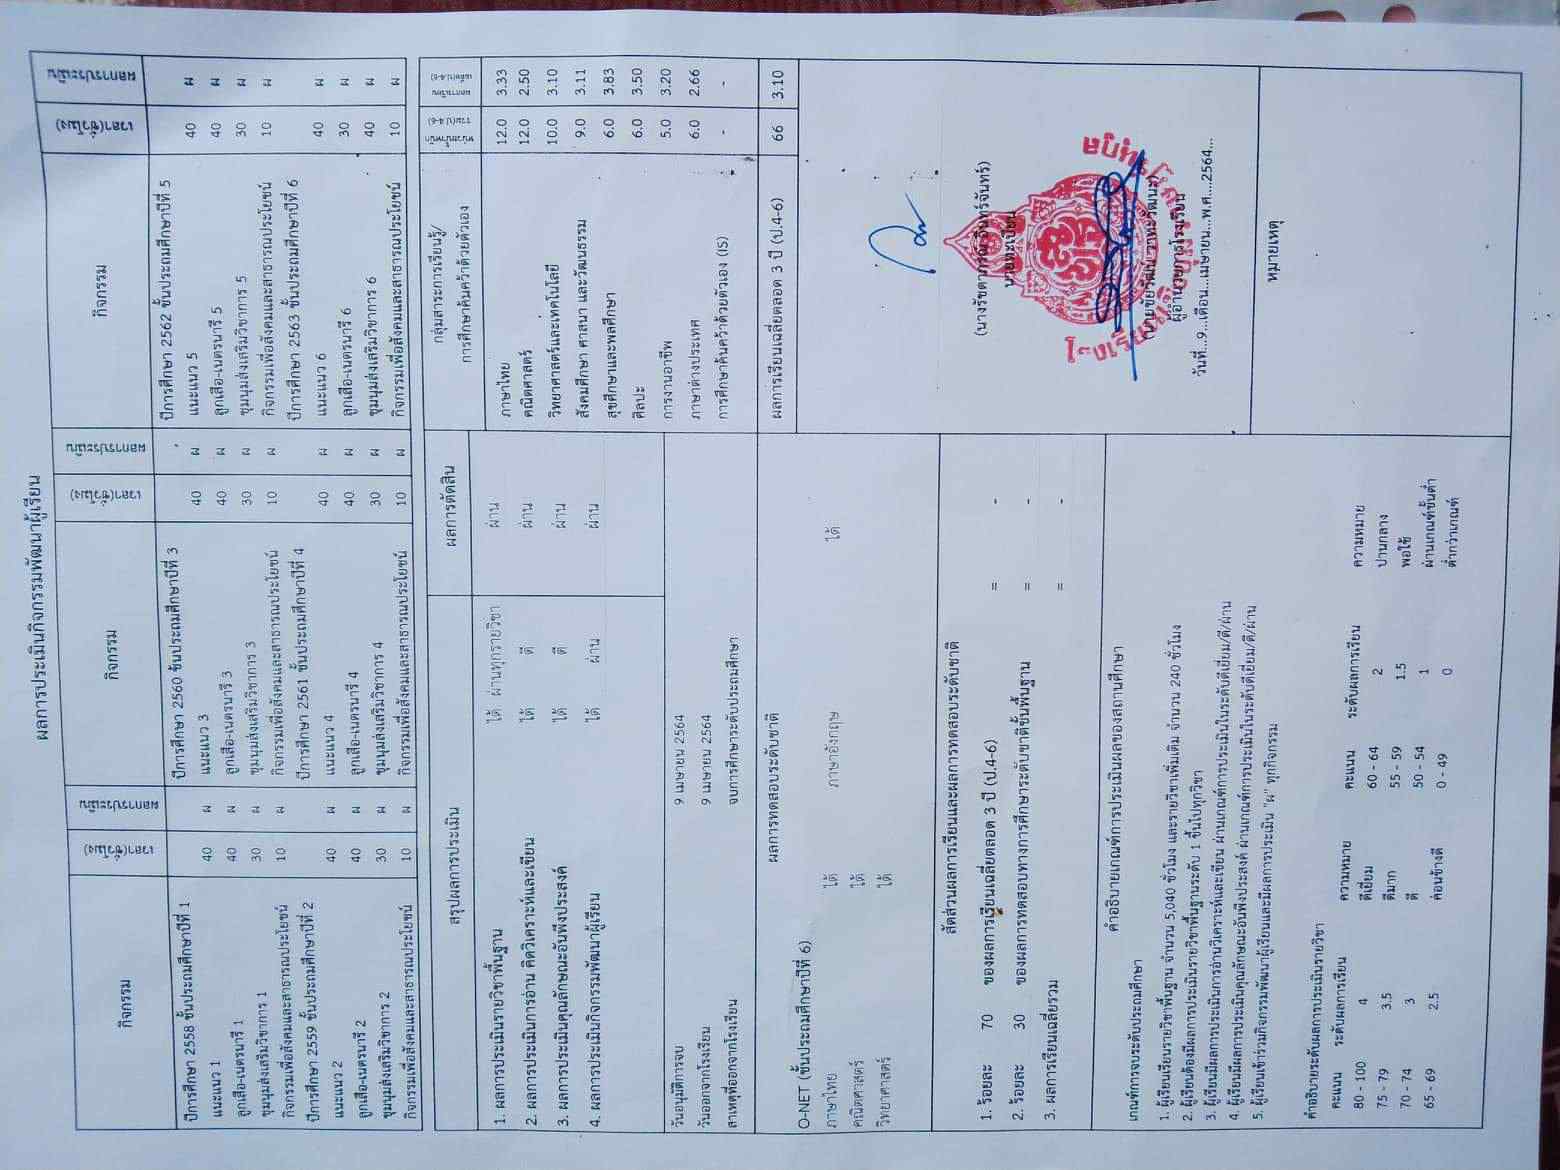 ผลการประเมินกิจกรรมพัฒนาผู้เรียน
กิจกรรม เวลา(ชั่วโมง) ผลการประเมิน กิจกรรม เวลา(ชั่วโมง) ผลการประเมิน กิจกรรม เวลา(ชั่วโมง) ผลการประเมิน
ปีการศึกษา 2558 ชั้นประถมศึกษาปีที่ 1 ปีการศึกษา 2560 ชั้นประถมศึกษาปีที่ 3 ปีการศึกษา 2562 ชั้นประถมศึกษาปีที่ 5
แนะแนว 1 40 ผ แนะแนว 3 40 ผ แนะแนว 5 40 ผ
ลูกเสือ-เนตรนารี 1 40 ผ ลูกเสือ-เนตรนารี 3 40 ผ ลูกเสือ-เนตรนารี 5 40 ผ
ชุมนุมส่งเสริมวิชาการ 1 30 ผ ชุมนุมส่งเสริมวิชาการ 3 30 ผ ชุมนุมส่งเสริมวิชาการ 5 30 ผ
กิจกรรมเพื่อสังคมและสาธารณประโยชน์ 10 ผ กิจกรรมเพื่อสังคมและสาธารณประโยชน์ 10 ผ กิจกรรมเพื่อสังคมและสาธารณประโยชน์ 10 ผ
ปีการศึกษา 2559 ชั้นประถมศึกษาปีที่ 2 ปีการศึกษา 2561 ชั้นประถมศึกษาปีที่ 4 ปีการศึกษา 2563 ชั้นประถมศึกษาปีที่ 6
แนะแนว 2 40 ผ แนะแนว 4 40 ผ แนะแนว 6 40 ผ
ลูกเสือ-เนตรนารี 2 40 ผ ลูกเสือ-เนตรนารี 4 40 ผ ลูกเสือ-เนตรนารี 6 30 ผ
ชุมนุมส่งเสริมวิชาการ 2 30 ผ ชุมนุมส่งเสริมวิชาการ 4 30 ผ ชุมนุมส่งเสริมวิชาการ 6 40 ผ
กิจกรรมเพื่อสังคมและสาธารณประโยชน์ 10 ผ กิจกรรมเพื่อสังคมและสาธารณประโยชน์ 10 ผ กิจกรรมเพื่อสังคมและสาธารณประโยชน์ 10 ผ
สรุปผลการประเมิน ผลการตัดสิน
1. ผลการประเมินรายวิชาพื้นฐาน ได้ ผ่านทุกรายวิชา ผ่าน
2. ผลการประเมินการอ่าน คิดวิเคราะห์และเขียน ได้ ดี ผ่าน
3. ผลการประเมินคุณลักษณะอันพึงประสงค์ ได้ ดี ผ่าน
4. ผลการประเมินกิจกรรมพัฒนาผู้เรียน ได้ ผ่าน ผ่าน
วันอนุมัติการจบ 9 เมษายน 2564
วันออกจากโรงเรียน 9 เมษายน 2564
สาเหตุที่ออกจากโรงเรียน จบการศึกษาระดับประถมศึกษา
ผลการทดสอบระดับชาติ
O-NET (ชั้นประถมศึกษาปีที่ 6)
ภาษาไทย ได้ ภาษาอังกฤษ ได้
คณิตศาสตร์ ได้
วิทยาศาสตร์ ได้
สัดส่วนผลการเรียนและผลการทดสอบระดับชาติ
1. ร้อยละ 70 ของผลการเรียนเฉลี่ยตลอด 3 ปี (ป.4-6) = -
2. ร้อยละ 30 ของผลการทดสอบทางการศึกษาระดับชาติขั้นพื้นฐาน = -
3. ผลการเรียนเฉลี่ยรวม = -
คำอธิบายเกณฑ์การประเมินผลของสถานศึกษา
เกณฑ์การจบระดับประถมศึกษา
1. ผู้เรียนเรียนรายวิชาพื้นฐาน จำนวน 5,040 ชั่วโมง และรายวิชาเพิ่มเติม จำนวน 240 ชั่วโมง
2. ผู้เรียนต้องมีผลการประเมินรายวิชาพื้นฐานระดับ 1 ขึ้นไปทุกวิชา
3. ผู้เรียนมีผลการประเมินการอ่านวิเคราะห์และเขียน ผ่านเกณฑ์การประเมินในระดับดีเยี่ยม/ดี/ผ่าน
4. ผู้เรียนมีผลการประเมินคุณลักษณะอันพึงประสงค์ ผ่านเกณฑ์การประเมินในระดับดีเยี่ยม/ดี/ผ่าน
5. ผู้เรียนเข้าร่วมกิจกรรมพัฒนาผู้เรียนและมีผลการประเมิน "ผ" ทุกกิจกรรม
คำอธิบายระดับผลการประเมินรายวิชา
คะแนน ระดับผลการเรียน ความหมาย คะแนน ระดับผลการเรียน ความหมาย
80 - 100 4 ดีเยี่ยม 60 - 64 2 ปานกลาง
75 - 79 3.5 ดีมาก 55 - 59 1.5 พอใช้
70 - 74 3 ดี 50 - 54 1 ผ่านเกณฑ์ขั้นต่ำ
65 - 69 2.5 ค่อนข้างดี 0 - 49 0 ต่ำกว่าเกณฑ์
กลุ่มสาระการเรียนรู้/
การศึกษาค้นคว้าด้วยตัวเอง
ภาษาไทย 12.0 3.33
คณิตศาสตร์ 12.0 2.50
วิทยาศาสตร์และเทคโนโลยี 10.0 3.10
สังคมศึกษา ศาสนา และวัฒนธรรม 9.0 3.11
สุขศึกษาและพลศึกษา 6.0 3.83
ศิลปะ 6.0 3.50
การงานอาชีพ 5.0 3.20
ภาษาต่างประเทศ 6.0 2.66
การศึกษาค้นคว้าด้วยตัวเอง (IS) - -
ผลการเรียนเฉลี่ยตลอด 3 ปี (ป.4-6) 66 3.10
นายทะเบียน
ผู้อำนวยการโรงเรียน
วันที่...9...เดือน...เมษายน...พ.ศ....2564...
หมายเหตุ